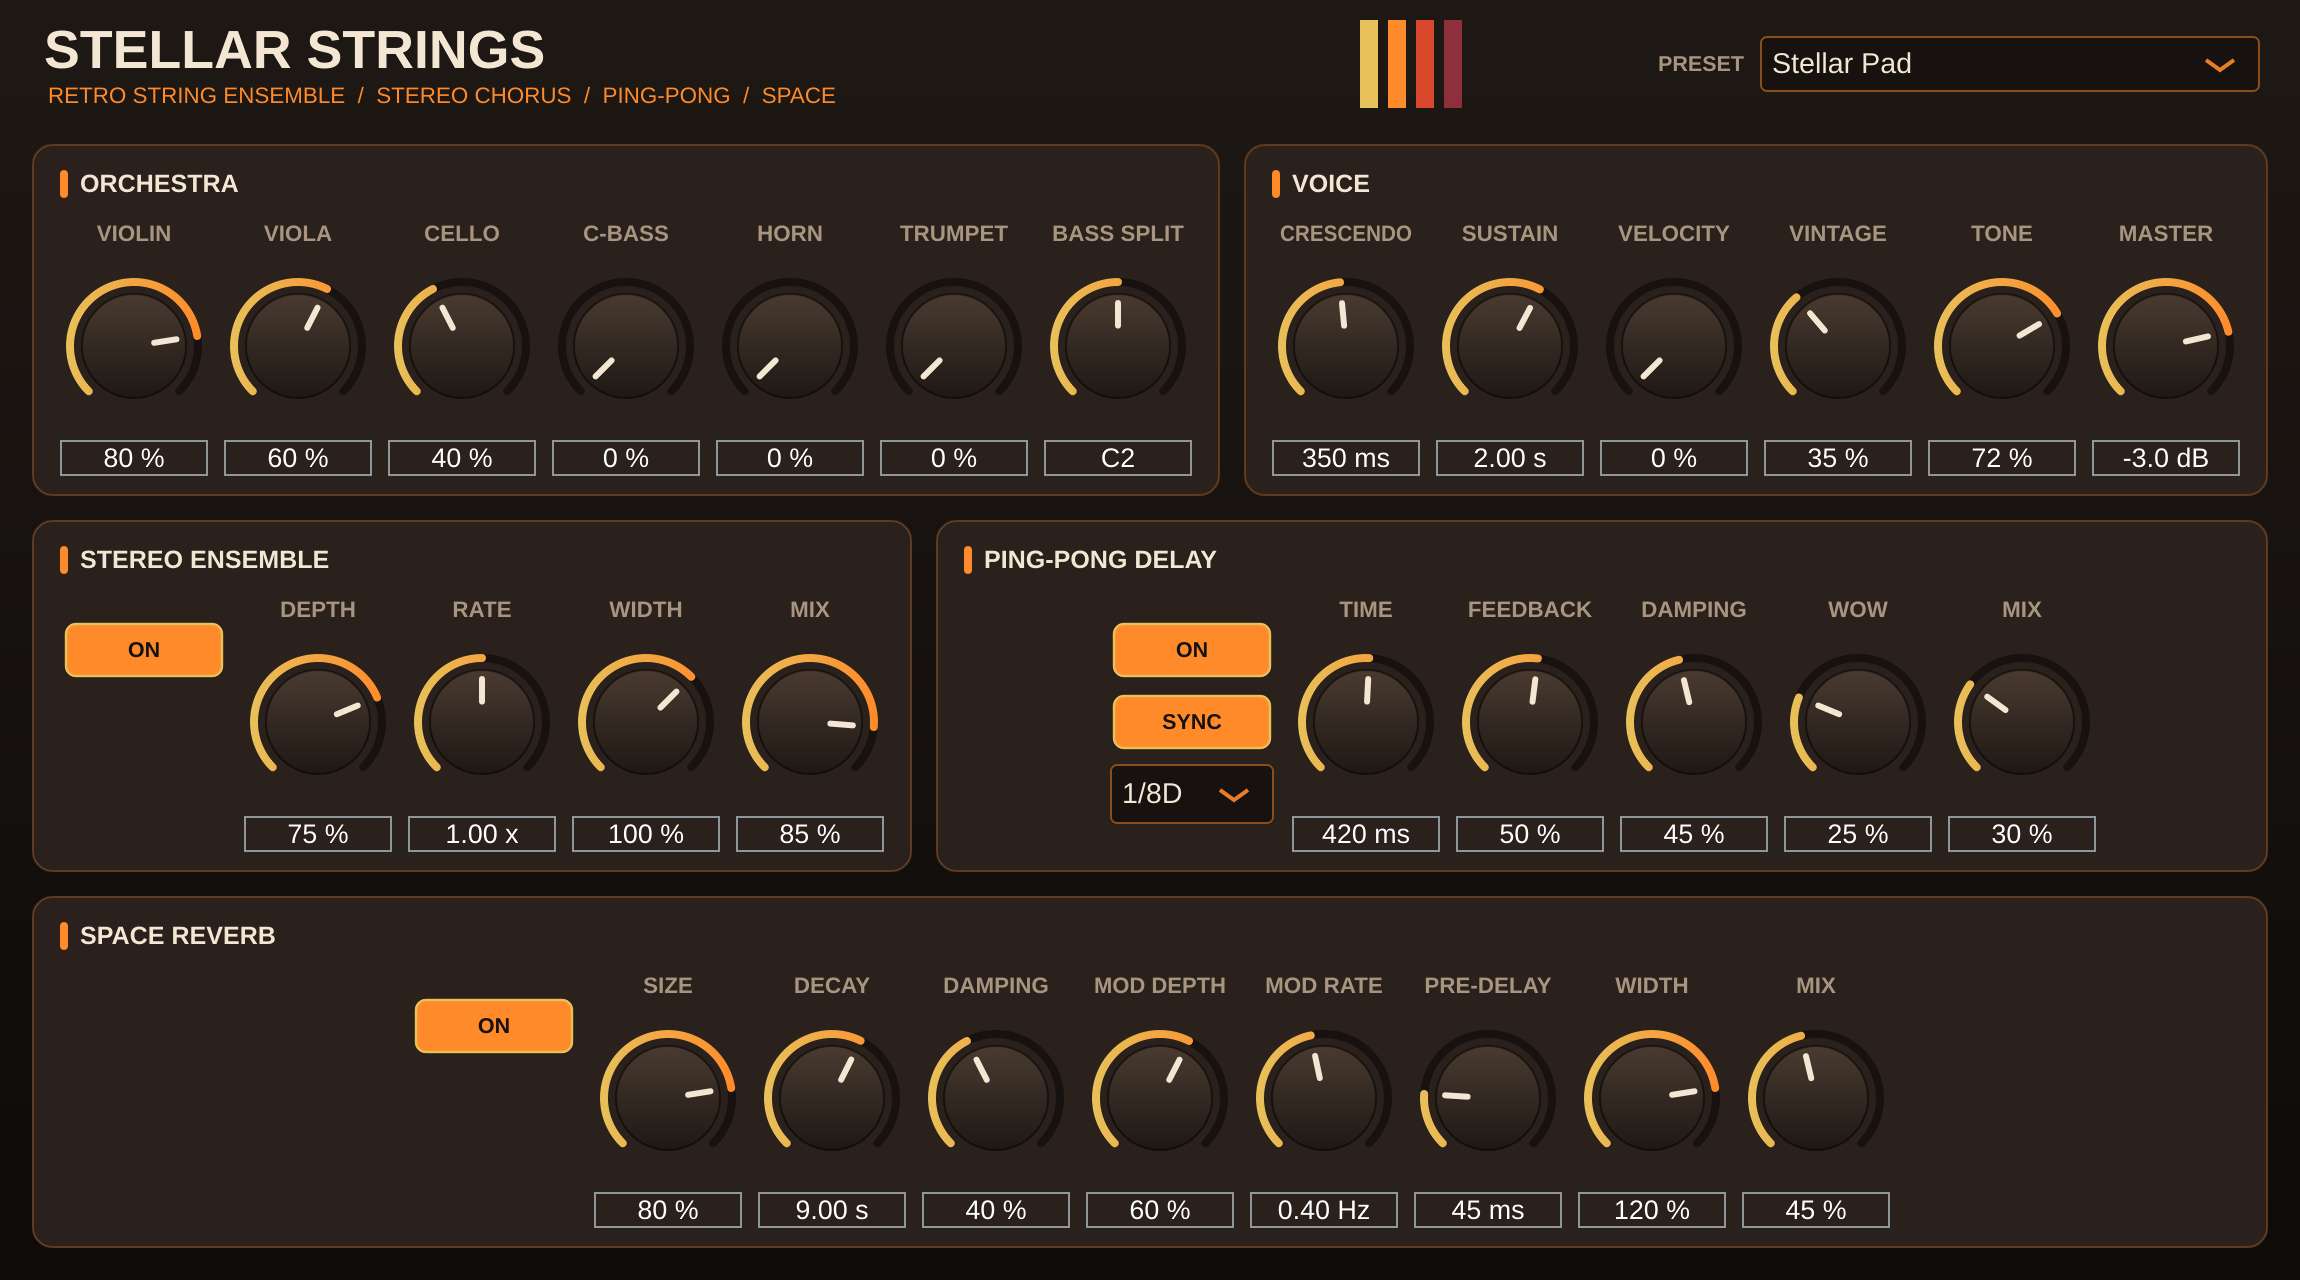 STELLAR STRINGS
RETRO STRING ENSEMBLE / STEREO CHORUS / PING-PONG / SPACE
PRESET Stellar Pad
ORCHESTRA
VIOLIN VIOLA CELLO C-BASS HORN TRUMPET BASS SPLIT
80 % 60 % 40 % 0 % 0 % 0 % C2
VOICE
CRESCENDO SUSTAIN VELOCITY VINTAGE TONE MASTER
350 ms 2.00 s 0 % 35 % 72 % -3.0 dB
STEREO ENSEMBLE
DEPTH RATE WIDTH MIX
ON
75 % 1.00 x 100 % 85 %
PING-PONG DELAY
TIME FEEDBACK DAMPING WOW MIX
ON
SYNC
1/8D
420 ms 50 % 45 % 25 % 30 %
SPACE REVERB
SIZE DECAY DAMPING MOD DEPTH MOD RATE PRE-DELAY WIDTH MIX
ON
80 % 9.00 s 40 % 60 % 0.40 Hz 45 ms 120 % 45 %